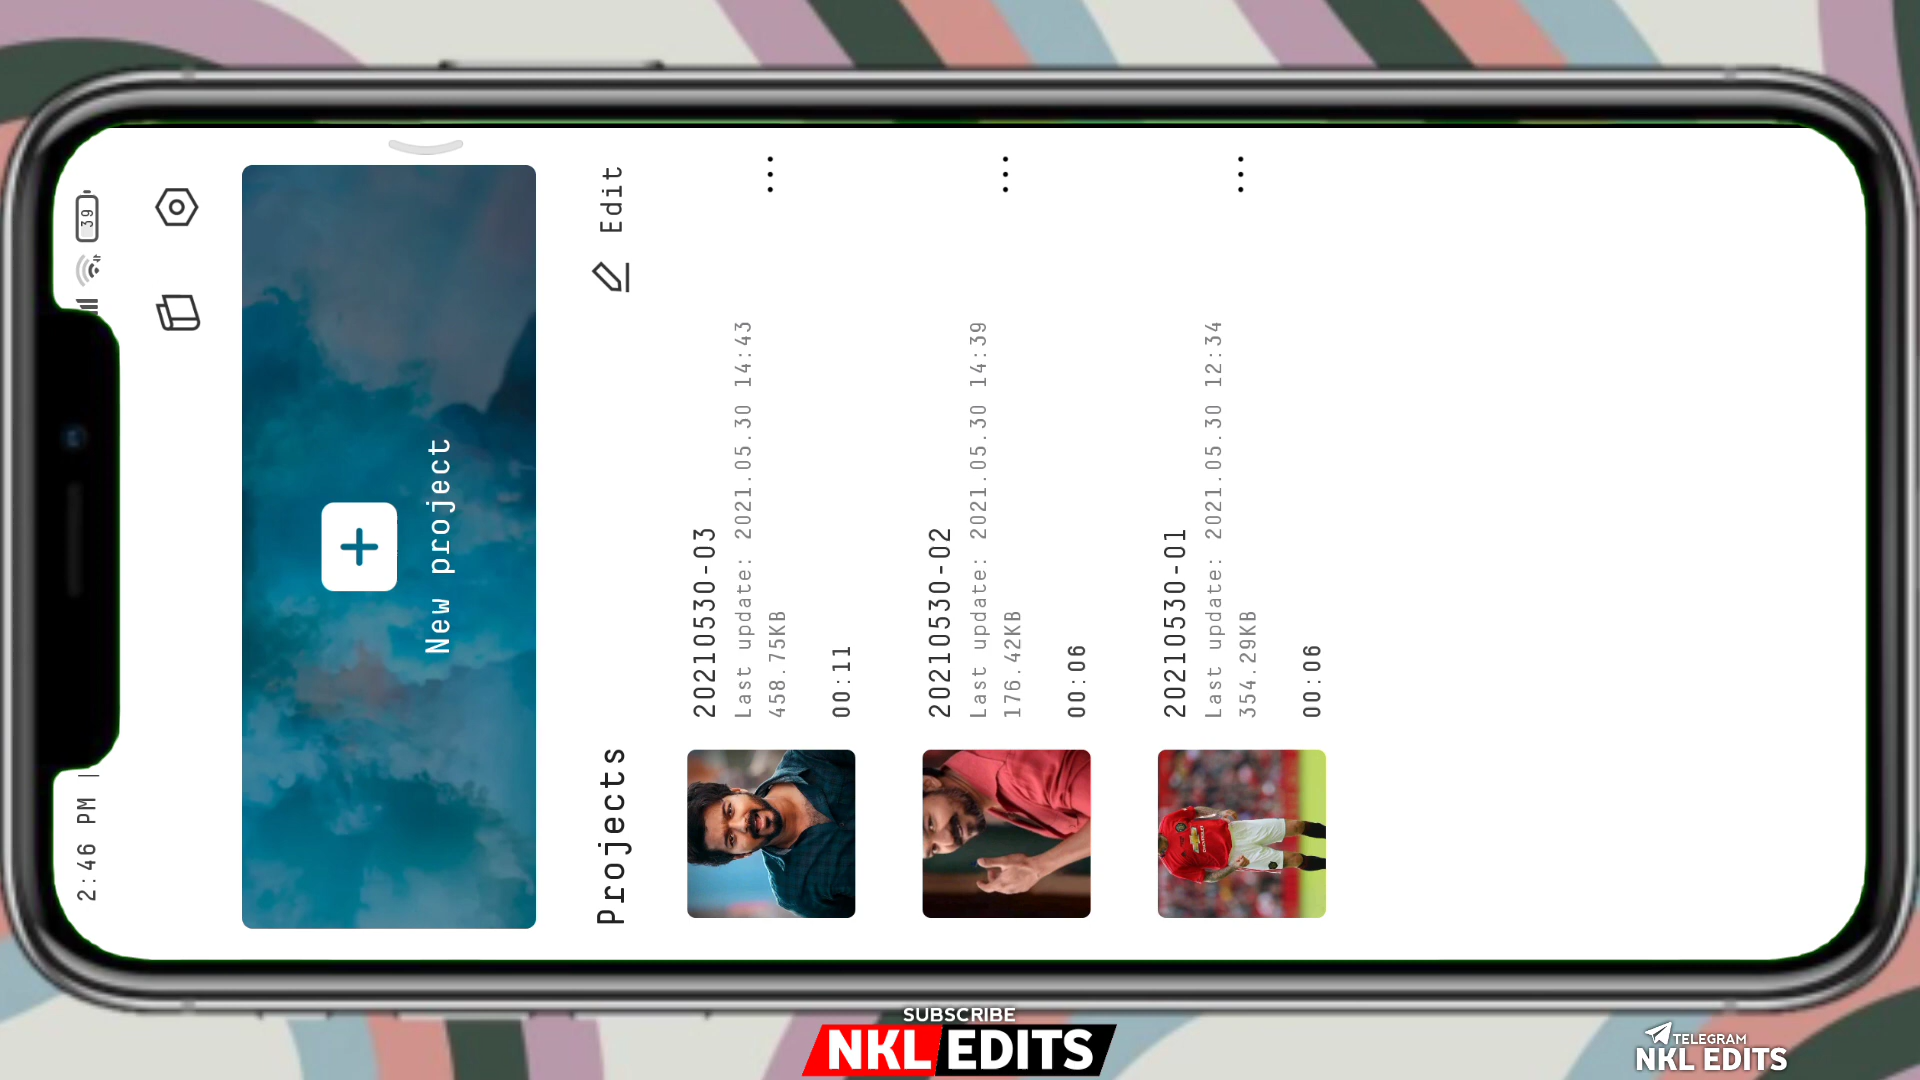 2:46 PM |
39
New project
Projects
Edit
20210530-03
Last update: 2021.05.30 14:43
458.75KB
00:11
20210530-02
Last update: 2021.05.30 14:39
176.42KB
00:06
20210530-01
Last update: 2021.05.30 12:34
354.29KB
00:06
SUBSCRIBE
NKL EDITS
TELEGRAM
NKL EDITS